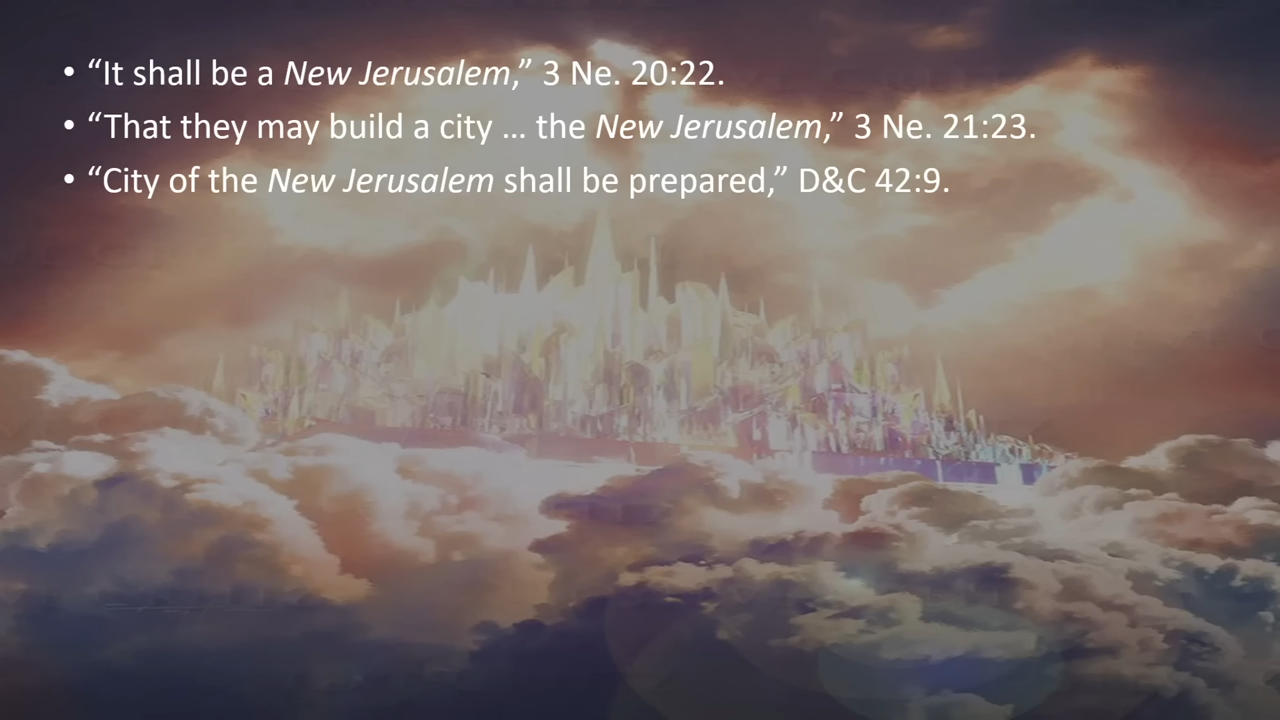 • “It shall be a New Jerusalem,” 3 Ne. 20:22.
• “That they may build a city … the New Jerusalem,” 3 Ne. 21:23.
• “City of the New Jerusalem shall be prepared,” D&C 42:9.